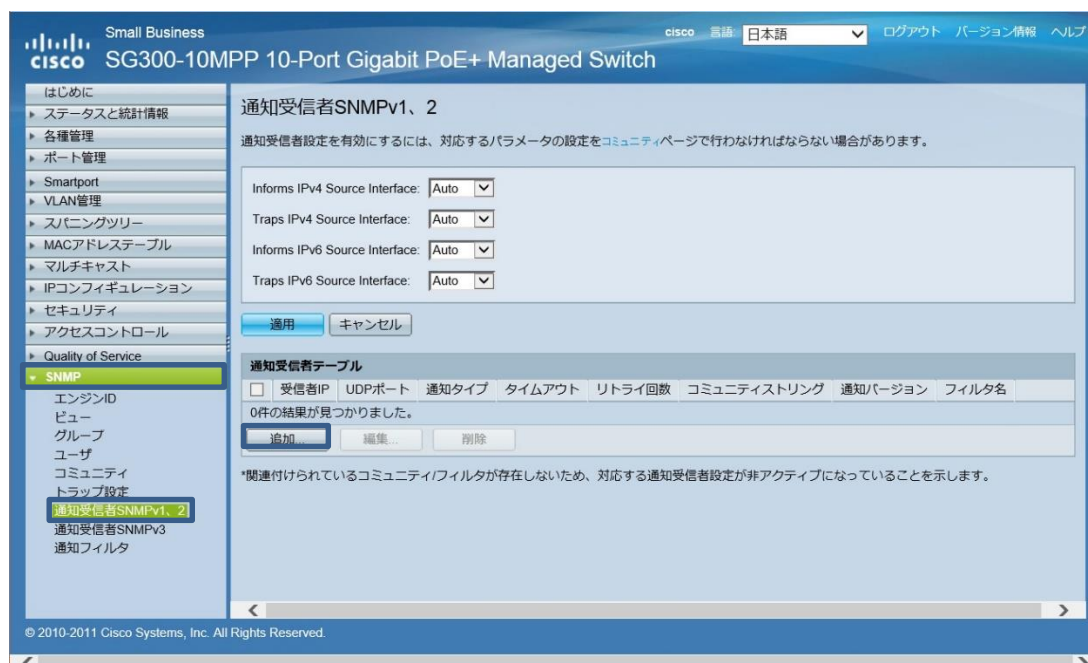 Small Business
cisco 言語 日本語 ログアウト バージョン情報 ヘルプ
CISCO SG300-10MPP 10-Port Gigabit PoE+ Managed Switch
はじめに
ステータスと統計情報
各種管理
ポート管理
Smartport
VLAN管理
スパニングツリー
MACアドレステーブル
マルチキャスト
IPコンフィギュレーション
セキュリティ
アクセスコントロール
Quality of Service
SNMP
エンジンID
ビュー
グループ
ユーザ
コミュニティ
トラップ設定
通知受信者SNMPv1、2
通知受信者SNMPv3
通知フィルタ
通知受信者SNMPv1、2
通知受信者設定を有効にするには、対応するパラメータの設定をコミュニティページで行わなければならない場合があります。
Informs IPv4 Source Interface: Auto
Traps IPv4 Source Interface: Auto
Informs IPv6 Source Interface: Auto
Traps IPv6 Source Interface: Auto
適用 キャンセル
通知受信者テーブル
受信者IP UDPポート 通知タイプ タイムアウト リトライ回数 コミュニティストリング 通知バージョン フィルタ名
0件の結果が見つかりました。
追加... 編集... 削除
*関連付けられているコミュニティ/フィルタが存在しないため、対応する通知受信者設定が非アクティブになっていることを示します。
© 2010-2011 Cisco Systems, Inc. All Rights Reserved.